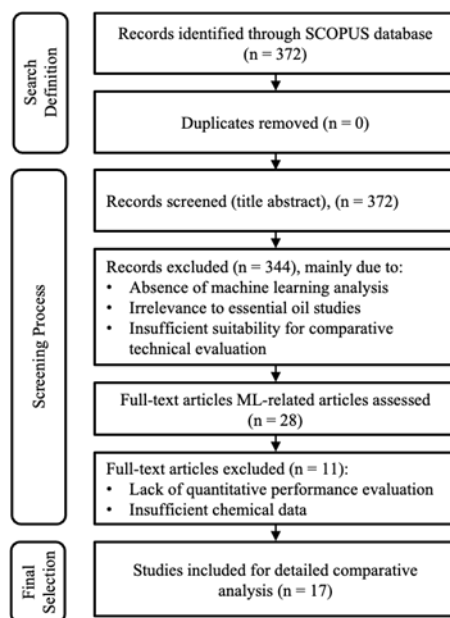 Search
Definition
Records identified through SCOPUS database
(n = 372)
Duplicates removed (n = 0)
Screening Process
Records screened (title abstract), (n = 372)
Records excluded (n = 344), mainly due to:
• Absence of machine learning analysis
• Irrelevance to essential oil studies
• Insufficient suitability for comparative
technical evaluation
Full-text articles ML-related articles assessed
(n = 28)
Full-text articles excluded (n = 11):
• Lack of quantitative performance evaluation
• Insufficient chemical data
Final
Selection
Studies included for detailed comparative
analysis (n = 17)